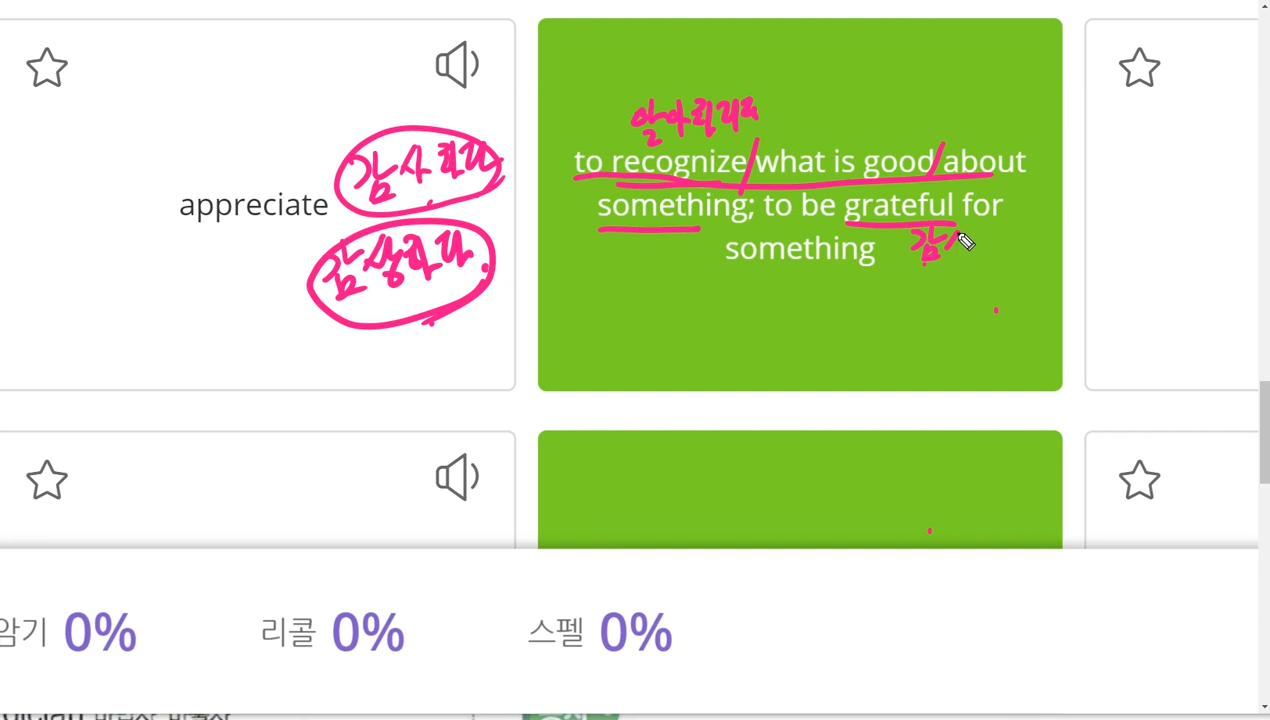 appreciate
감사하다
감상하다.
알아차리다
to recognize what is good about
something; to be grateful for
something
감사
암기 0%
리콜 0%
스펠 0%